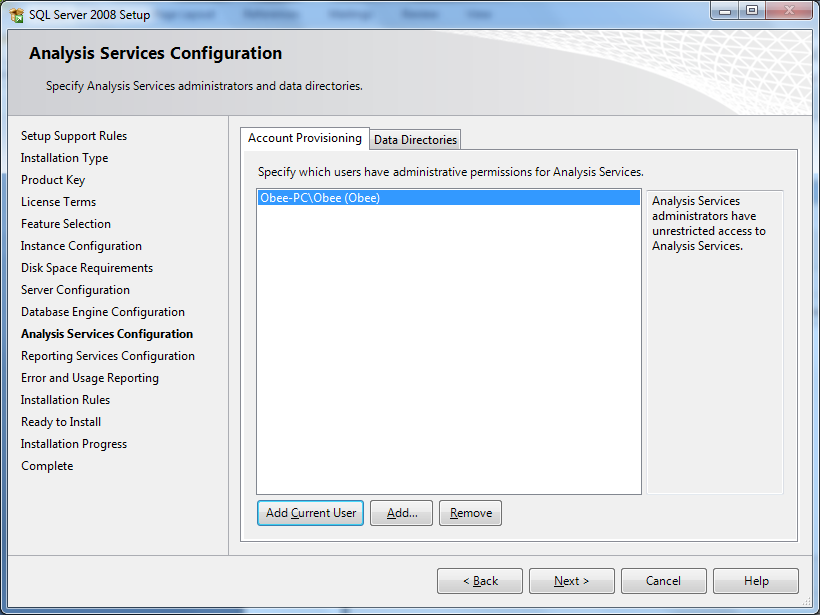 SQL Server 2008 Setup
Analysis Services Configuration
Specify Analysis Services administrators and data directories.
Setup Support Rules
Installation Type
Product Key
License Terms
Feature Selection
Instance Configuration
Disk Space Requirements
Server Configuration
Database Engine Configuration
Analysis Services Configuration
Reporting Services Configuration
Error and Usage Reporting
Installation Rules
Ready to Install
Installation Progress
Complete
Account Provisioning
Data Directories
Specify which users have administrative permissions for Analysis Services.
Obee-PC\Obee (Obee)
Analysis Services
administrators have
unrestricted access to
Analysis Services.
Add Current User
Add...
Remove
< Back
Next >
Cancel
Help